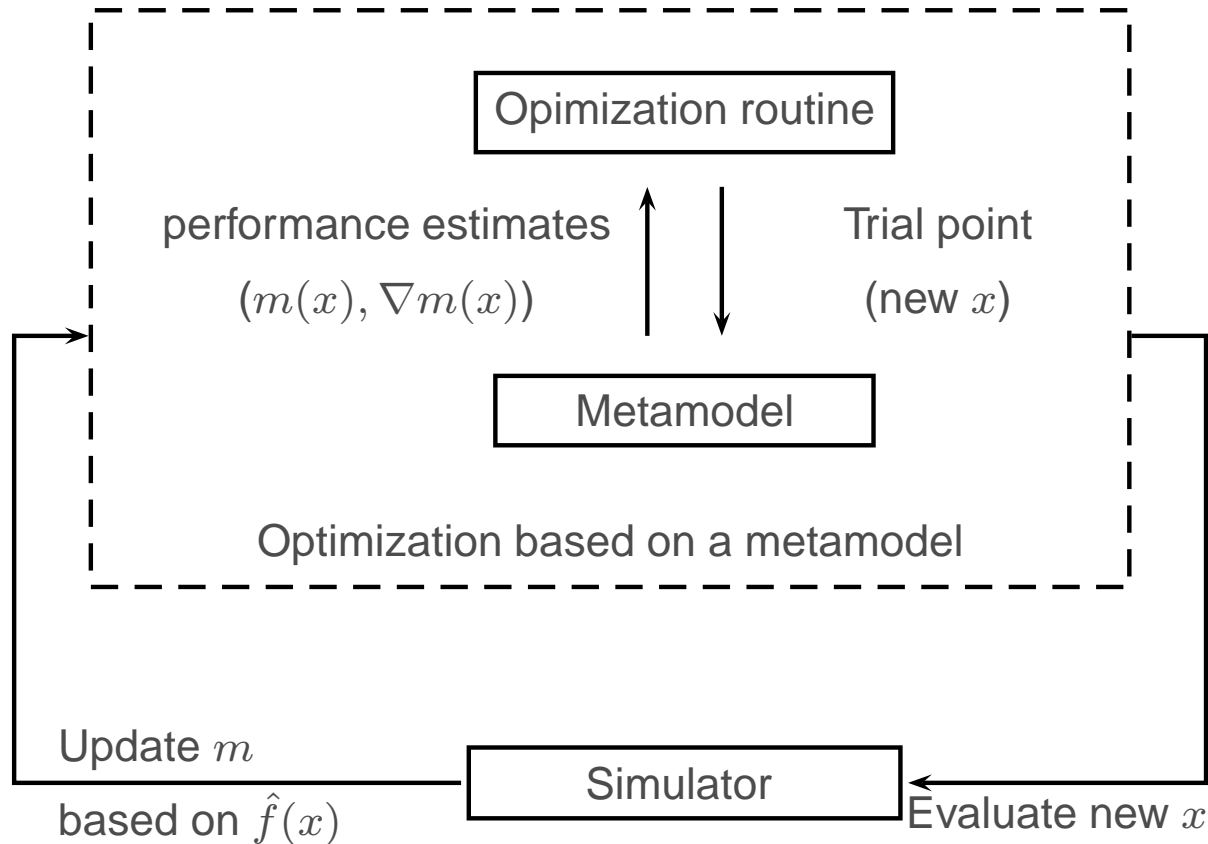 Opimization routine
performance estimates
(m(x), ∇m(x))
Trial point
(new x)
Metamodel
Optimization based on a metamodel
Update m
based on f̂(x)
Simulator
Evaluate new x